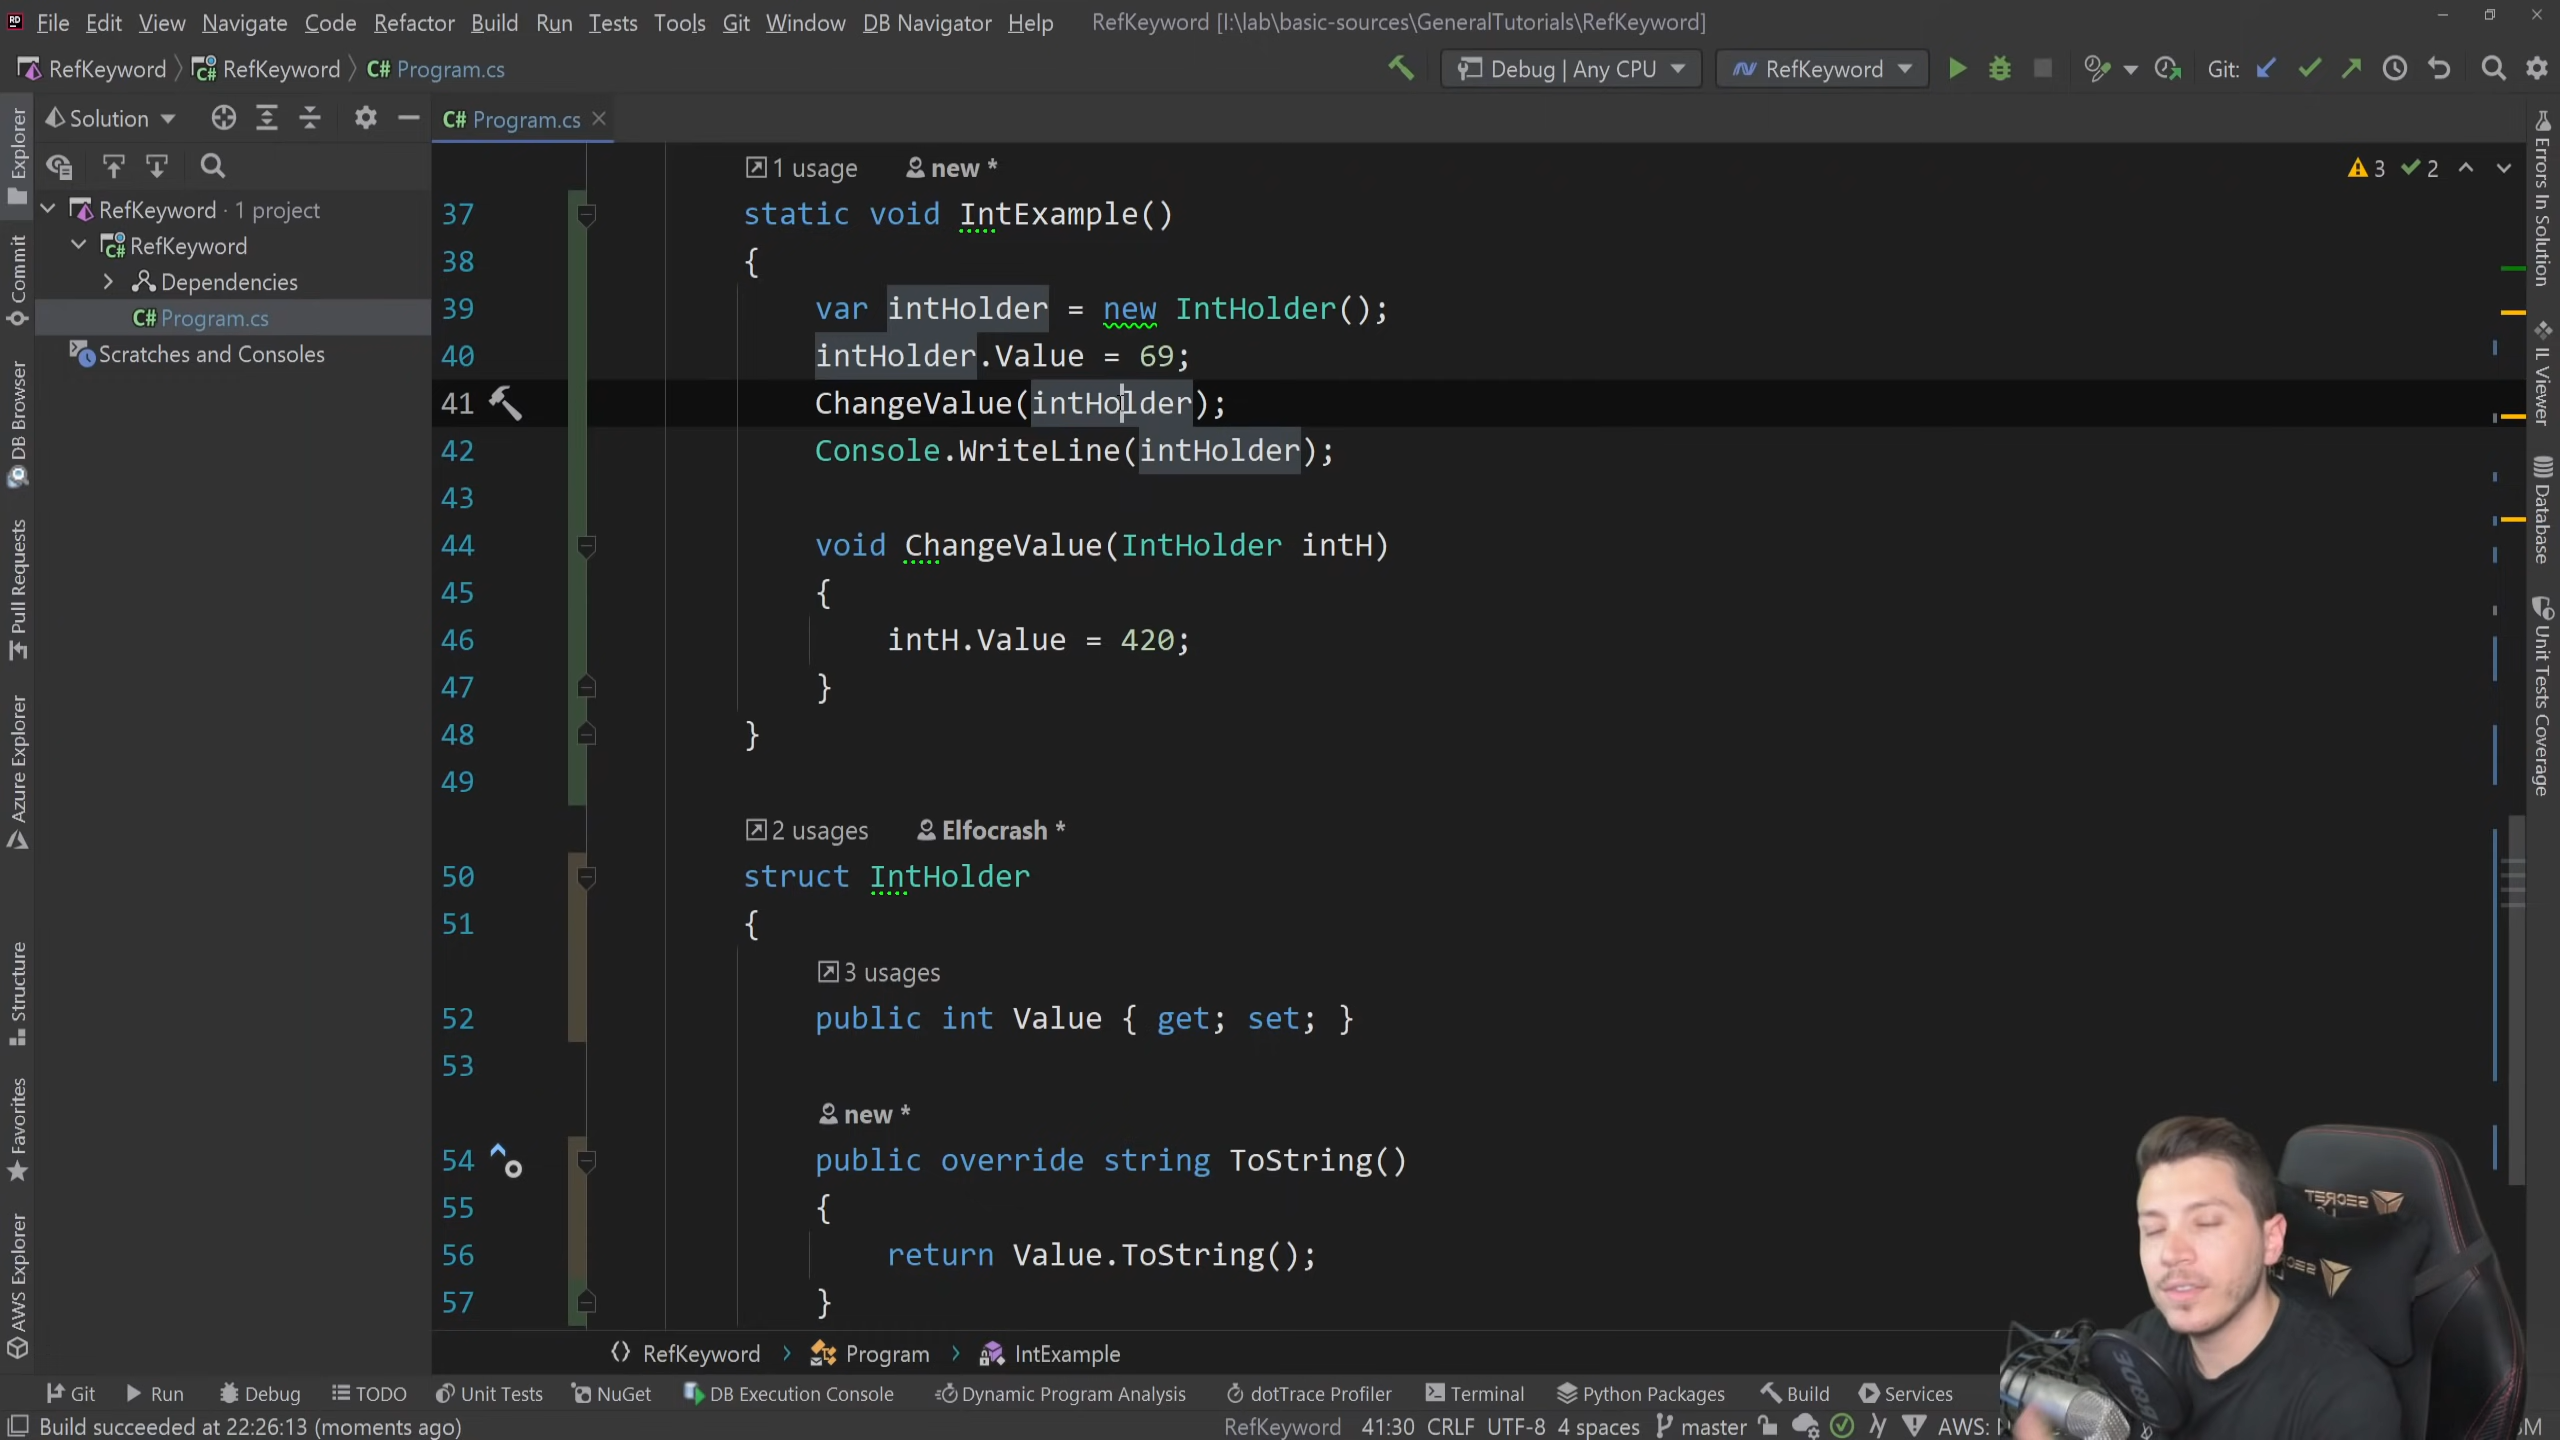 File Edit View Navigate Code Refactor Build Run Tests Tools Git Window DB Navigator Help RefKeyword [I:\lab\basic-sources\GeneralTutorials\RefKeyword]
RefKeyword RefKeyword C# Program.cs Debug | Any CPU RefKeyword Git:
Solution
C# Program.cs
RefKeyword · 1 project
RefKeyword
Dependencies
C# Program.cs
Scratches and Consoles
Explorer
Commit
DB Browser
Pull Requests
Azure Explorer
Structure
Favorites
AWS Explorer
1 usage new *
3 2
37 static void IntExample()
38 {
39 var intHolder = new IntHolder();
40 intHolder.Value = 69;
41 ChangeValue(intHolder);
42 Console.WriteLine(intHolder);
43
44 void ChangeValue(IntHolder intH)
45 {
46 intH.Value = 420;
47 }
48 }
49
2 usages Elfocrash *
50 struct IntHolder
51 {
3 usages
52 public int Value { get; set; }
53
new *
54 public override string ToString()
55 {
56 return Value.ToString();
57 }
Errors In Solution
IL Viewer
Database
Unit Tests Coverage
SECRET
RefKeyword Program IntExample
Git Run Debug TODO Unit Tests NuGet DB Execution Console Dynamic Program Analysis dotTrace Profiler Terminal Python Packages Build Services
Build succeeded at 22:26:13 (moments ago) RefKeyword 41:30 CRLF UTF-8 4 spaces master AWS: